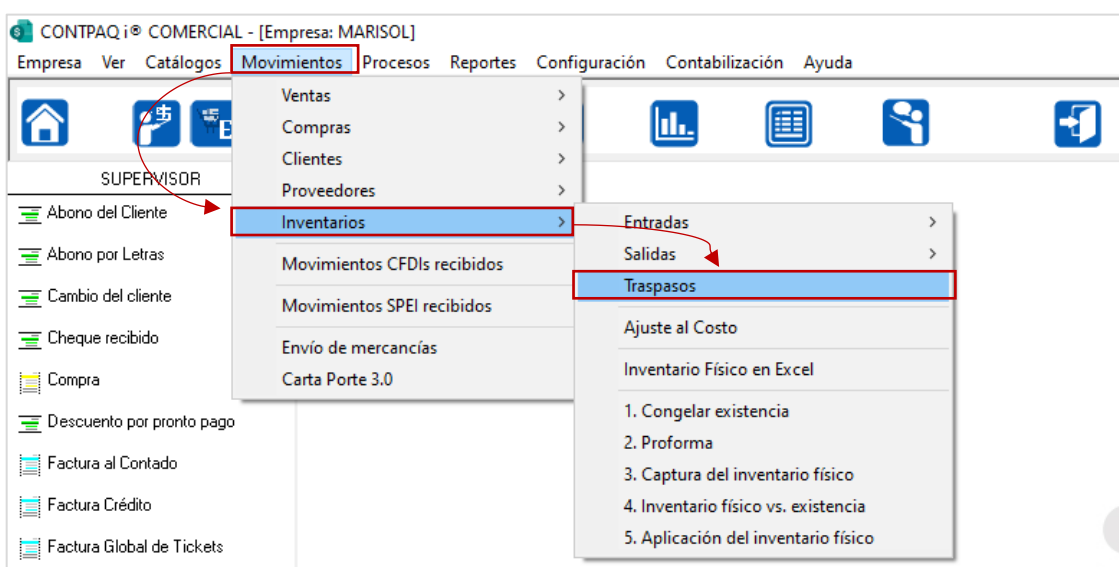 CONTPAQ i® COMERCIAL - [Empresa: MARISOL]
Empresa Ver Catálogos Movimientos Procesos Reportes Configuración Contabilización Ayuda
SUPERVISOR
Abono del Cliente
Abono por Letras
Cambio del cliente
Cheque recibido
Compra
Descuento por pronto pago
Factura al Contado
Factura Crédito
Factura Global de Tickets
Ventas
Compras
Clientes
Proveedores
Inventarios
Movimientos CFDIs recibidos
Movimientos SPEI recibidos
Envío de mercancías
Carta Porte 3.0
Entradas
Salidas
Traspasos
Ajuste al Costo
Inventario Físico en Excel
1. Congelar existencia
2. Proforma
3. Captura del inventario físico
4. Inventario físico vs. existencia
5. Aplicación del inventario físico